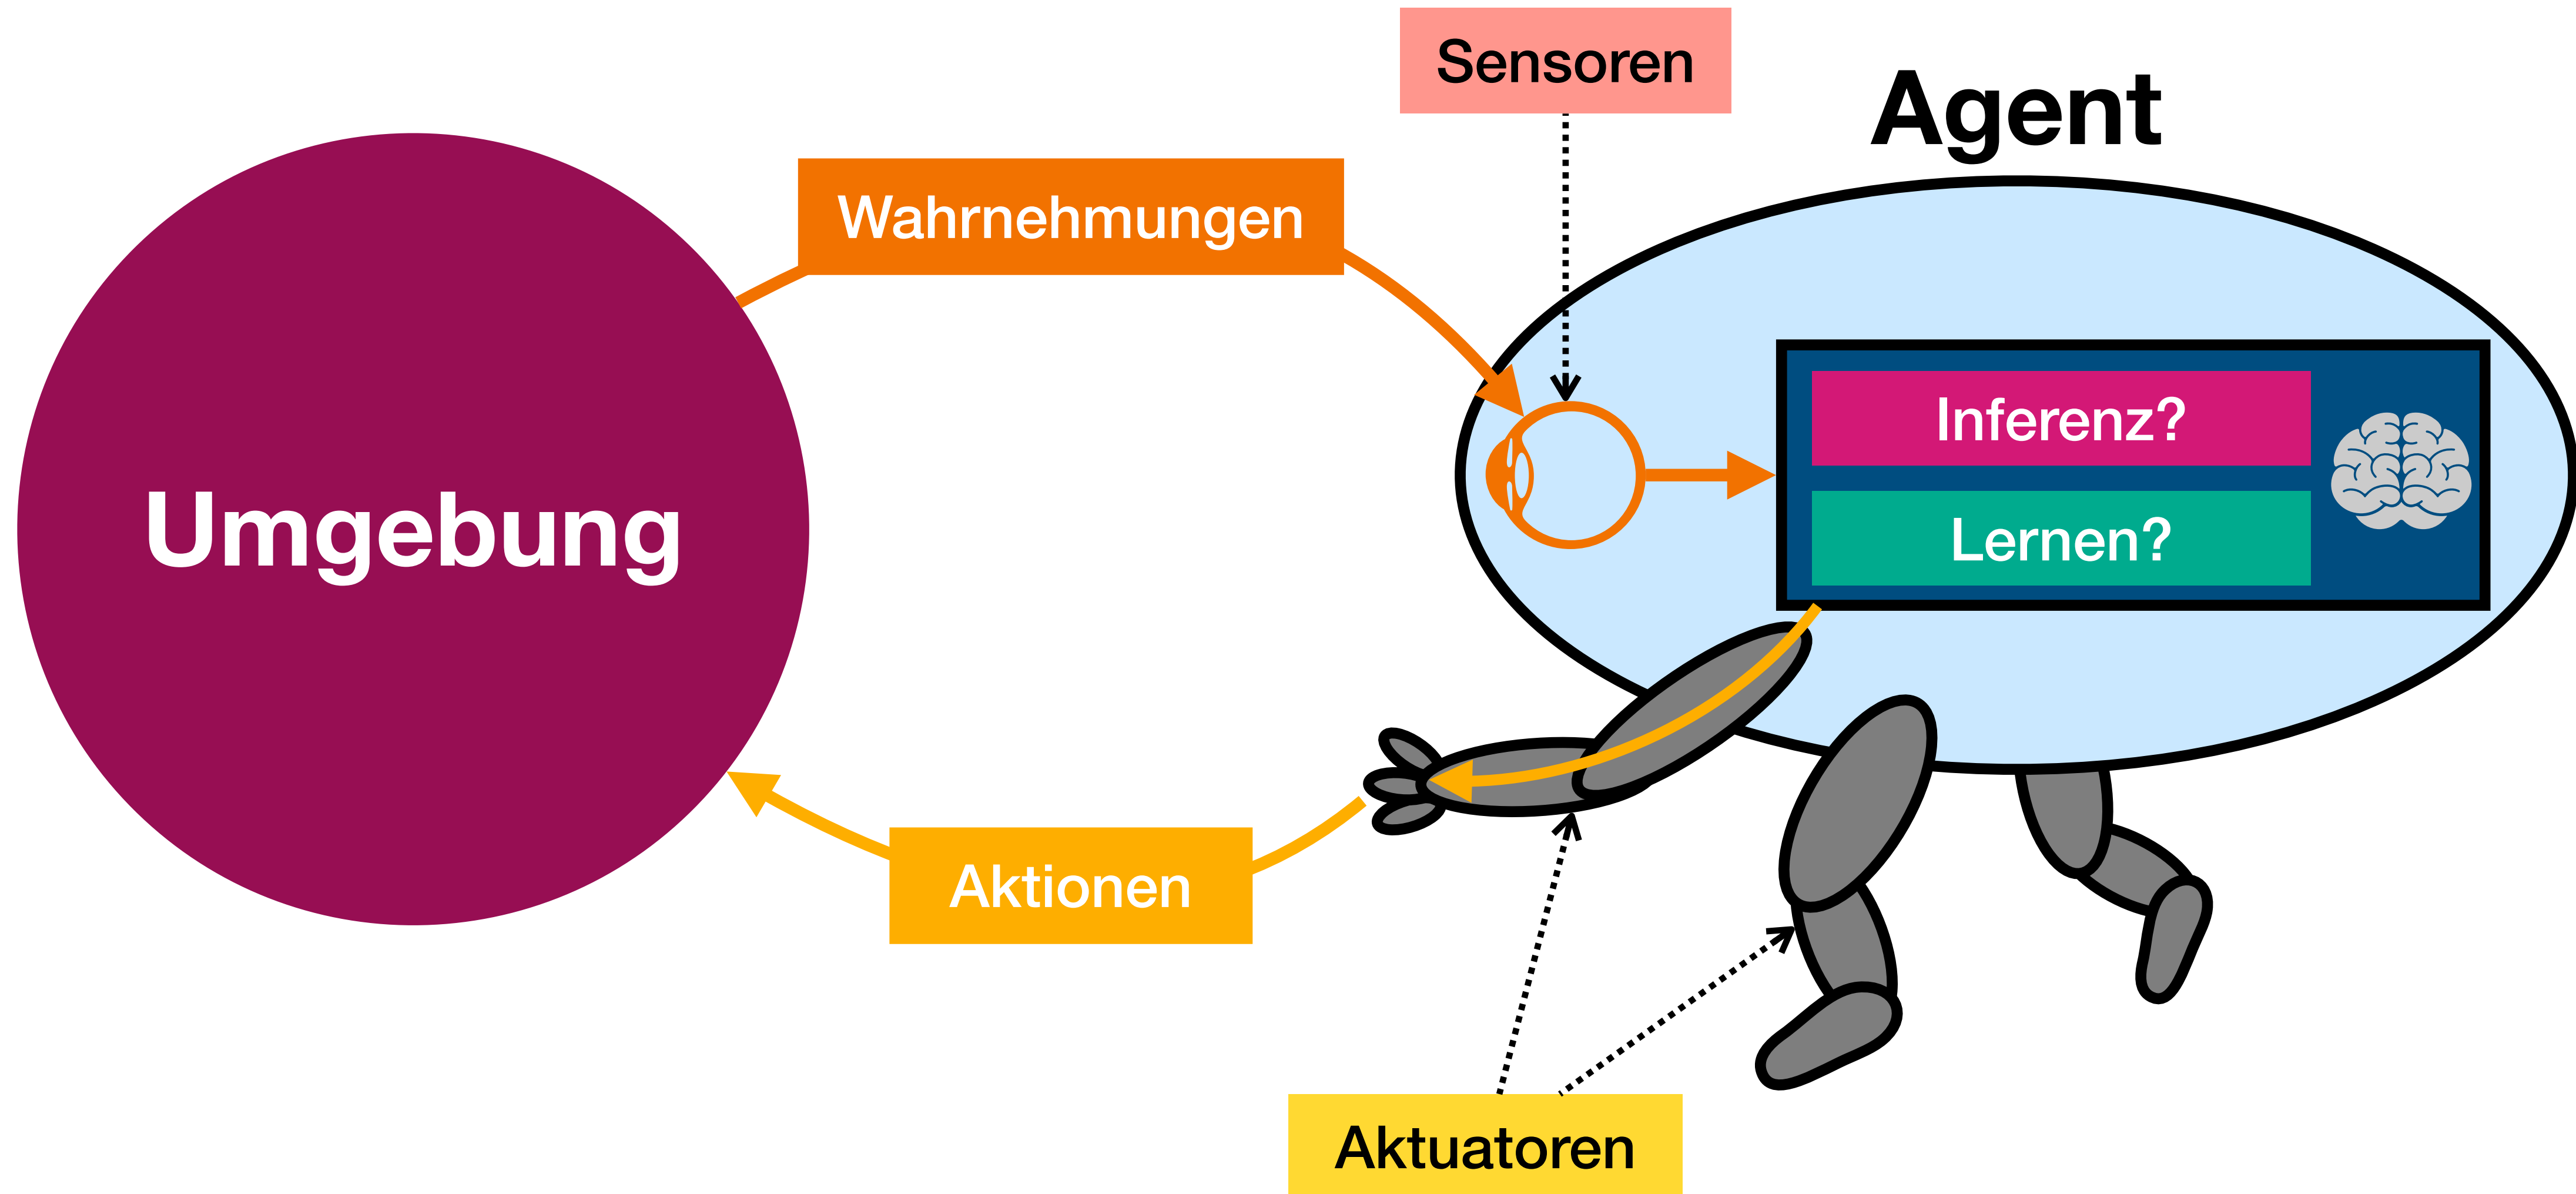 Sensoren
Agent
Wahrnehmungen
Inferenz?
Umgebung
Lernen?
Aktionen
Aktuatoren